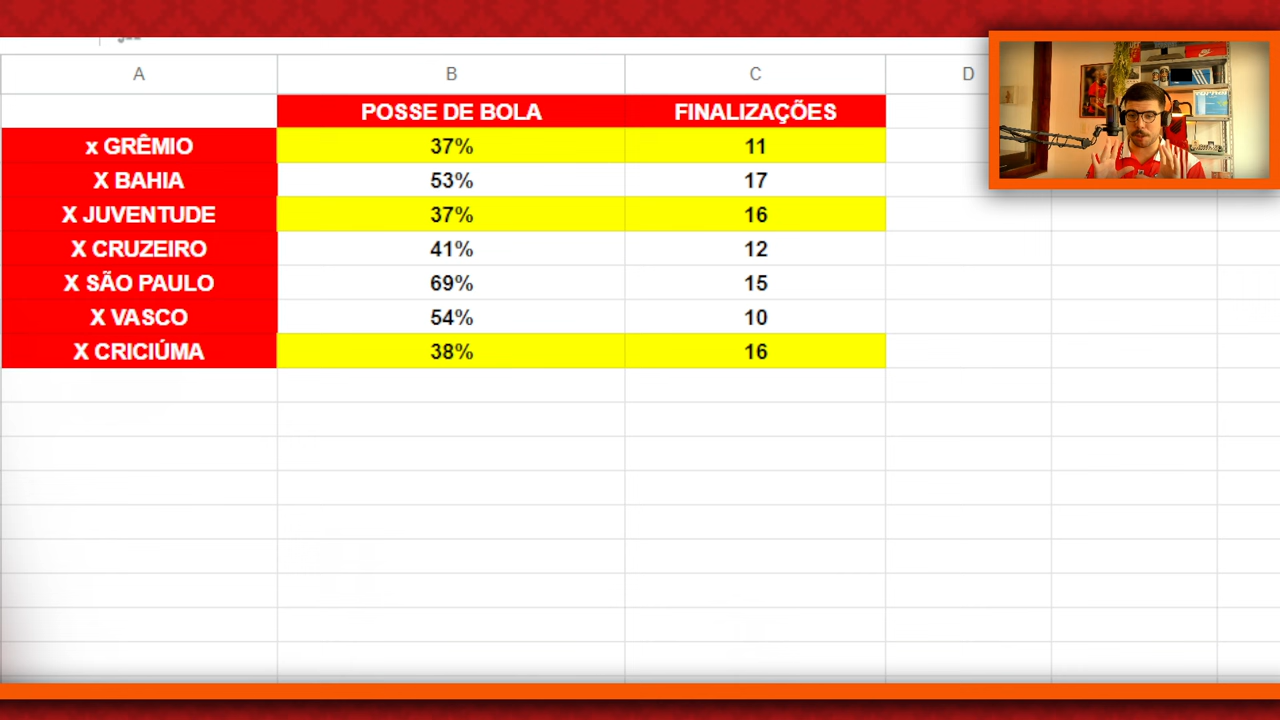 A B C D
POSSE DE BOLA FINALIZAÇÕES
x GRÊMIO 37% 11
X BAHIA 53% 17
X JUVENTUDE 37% 16
X CRUZEIRO 41% 12
X SÃO PAULO 69% 15
X VASCO 54% 10
X CRICIÚMA 38% 16